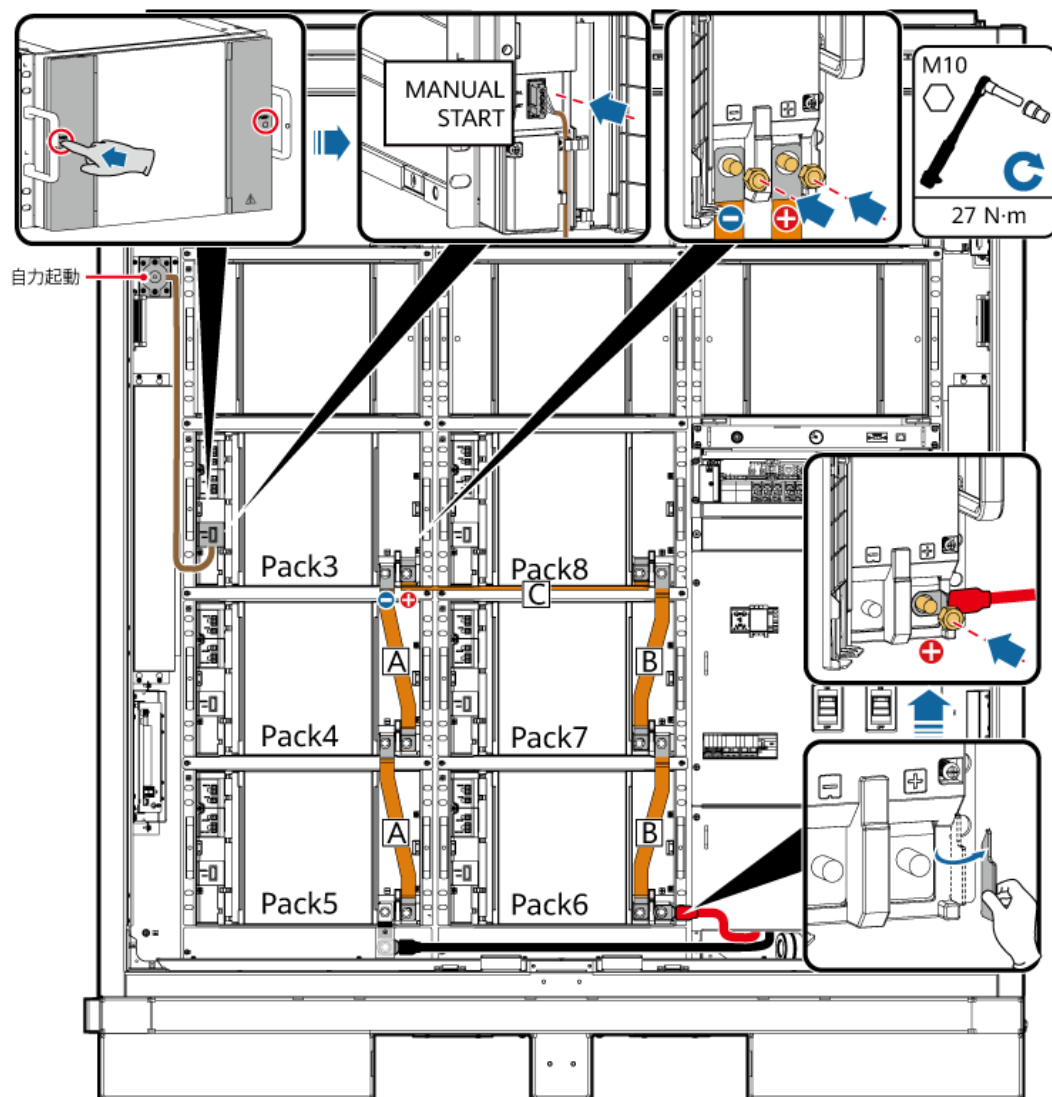 MANUAL
START
M10
27 N·m
自力起動
Pack3
Pack8
C
A
B
Pack4
Pack7
A
B
Pack5
Pack6